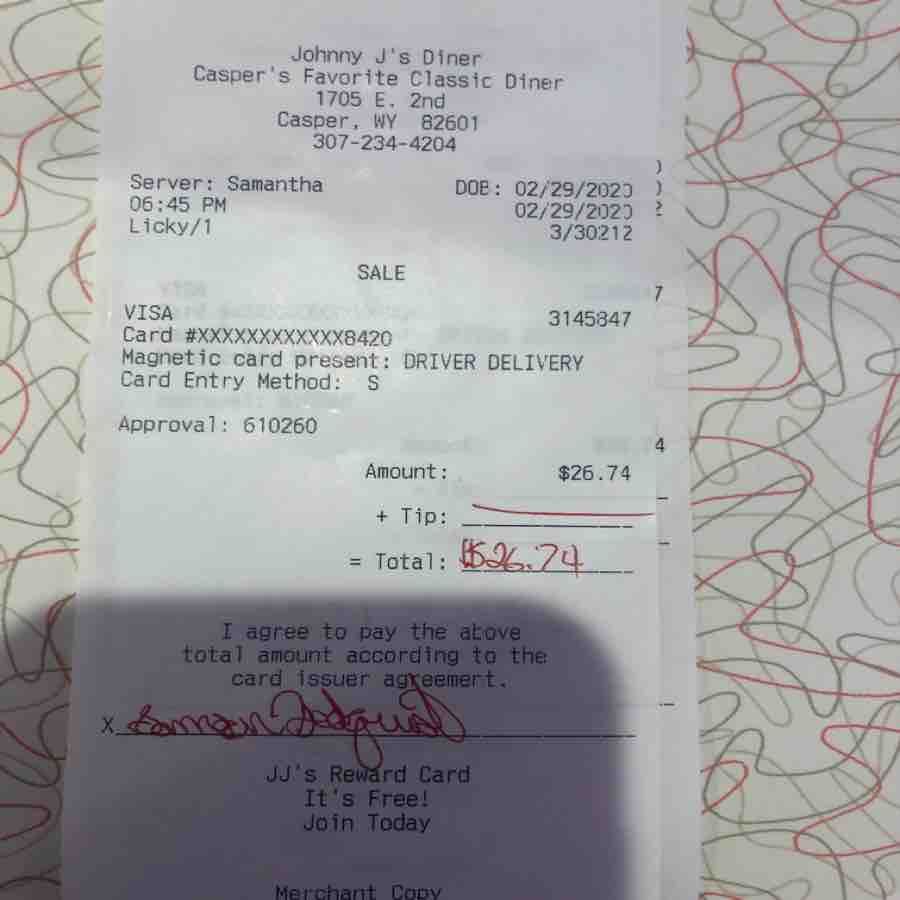 Johnny J's Diner
Casper's Favorite Classic Diner
1705 E. 2nd
Casper, WY 82601
307-234-4204
Server: Samantha DOB: 02/29/2020
06:45 PM 02/29/2020
Licky/1 3/30212
SALE
VISA 3145847
Card #XXXXXXXXXXXX8420
Magnetic card present: DRIVER DELIVERY
Card Entry Method: S
Approval: 610260
Amount: $26.74
+ Tip:
= Total: $26.74
I agree to pay the above
total amount according to the
card issuer agreement.
X
JJ's Reward Card
It's Free!
Join Today
Merchant Copy